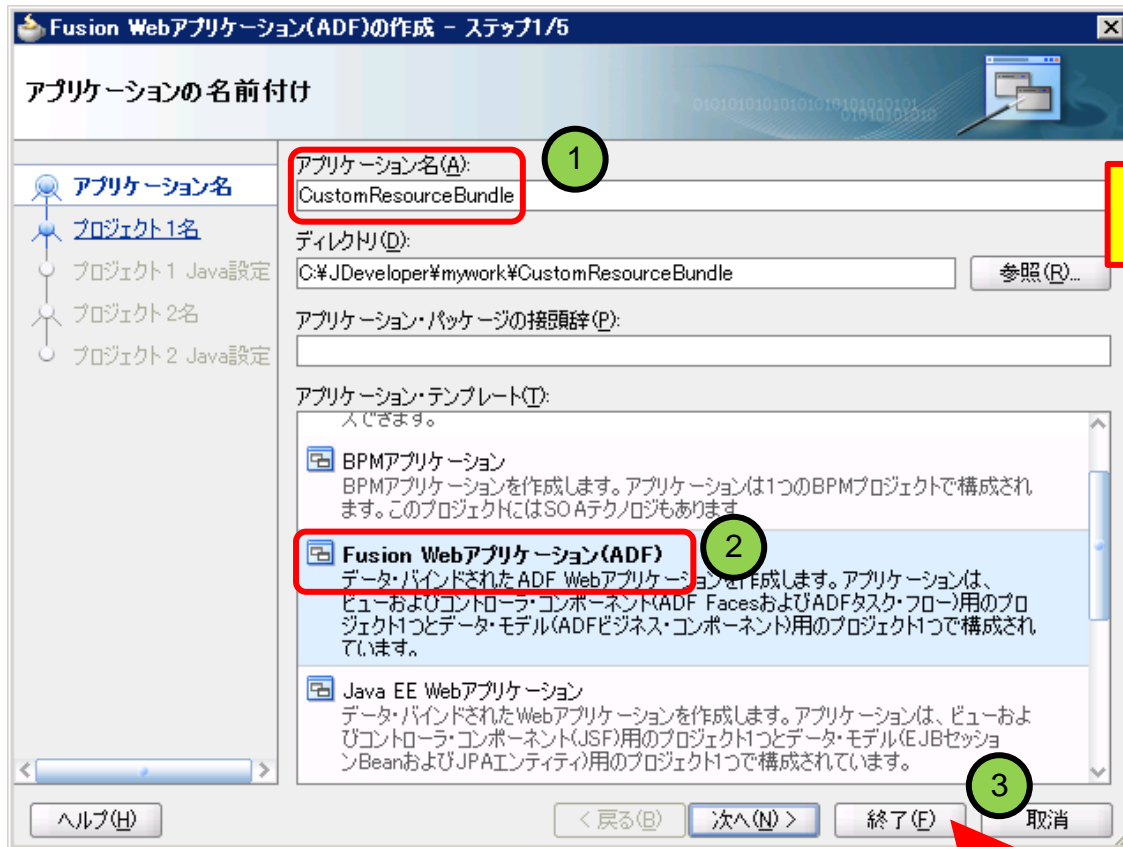 Fusion Webアプリケーション(ADF)の作成 - ステップ1/5
アプリケーションの名前付け
アプリケーション名
プロジェクト1名
プロジェクト1 Java設定
プロジェクト2名
プロジェクト2 Java設定
アプリケーション名(A):
1
CustomResourceBundle
ディレクトリ(D):
C:¥JDeveloper¥mywork¥CustomResourceBundle
参照(R)...
アプリケーション・パッケージの接頭辞(P):
アプリケーション・テンプレート(T):
BPMアプリケーション
BPMアプリケーションを作成します。アプリケーションは1つのBPMプロジェクトで構成され
ます。このプロジェクトにはSOAテクノロジもあります
Fusion Webアプリケーション(ADF)
2
データ・バインドされたADF Webアプリケーションを作成します。アプリケーションは、
ビューおよびコントローラ・コンポーネント(ADF FacesおよびADFタスク・フロー)用のプロ
ジェクト1つとデータ・モデル(ADFビジネス・コンポーネント)用のプロジェクト1つで構成され
ています。
Java EE Webアプリケーション
データ・バインドされたWebアプリケーションを作成します。アプリケーションは、ビューおよ
びコントローラ・コンポーネント(JSF)用のプロジェクト1つとデータ・モデル(EJBセッショ
ンBeanおよびJPAエンティティ)用のプロジェクト1つで構成されています。
3
ヘルプ(H)
< 戻る(B)
次へ(N) >
終了(F)
取消